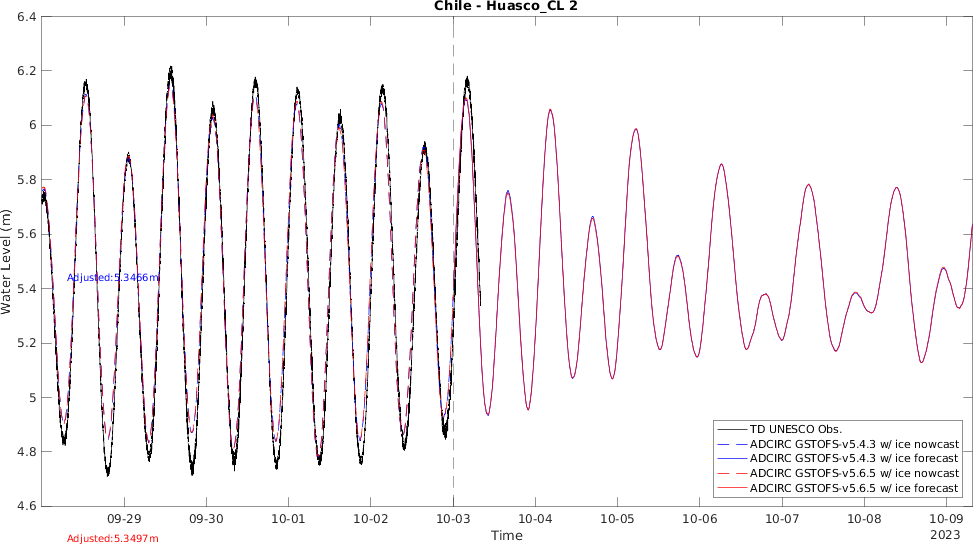 Chile - Huasco_CL 2
6.4
6.2
6
5.8
5.6
5.4
5.2
5
4.8
4.6
Water Level (m)
Adjusted:5.3466m
TD UNESCO Obs.
ADCIRC GSTOFS-v5.4.3 w/ ice nowcast
ADCIRC GSTOFS-v5.4.3 w/ ice forecast
ADCIRC GSTOFS-v5.6.5 w/ ice nowcast
ADCIRC GSTOFS-v5.6.5 w/ ice forecast
09-29 09-30 10-01 10-02 10-03 10-04 10-05 10-06 10-07 10-08 10-09
Time
2023
Adjusted:5.3497m